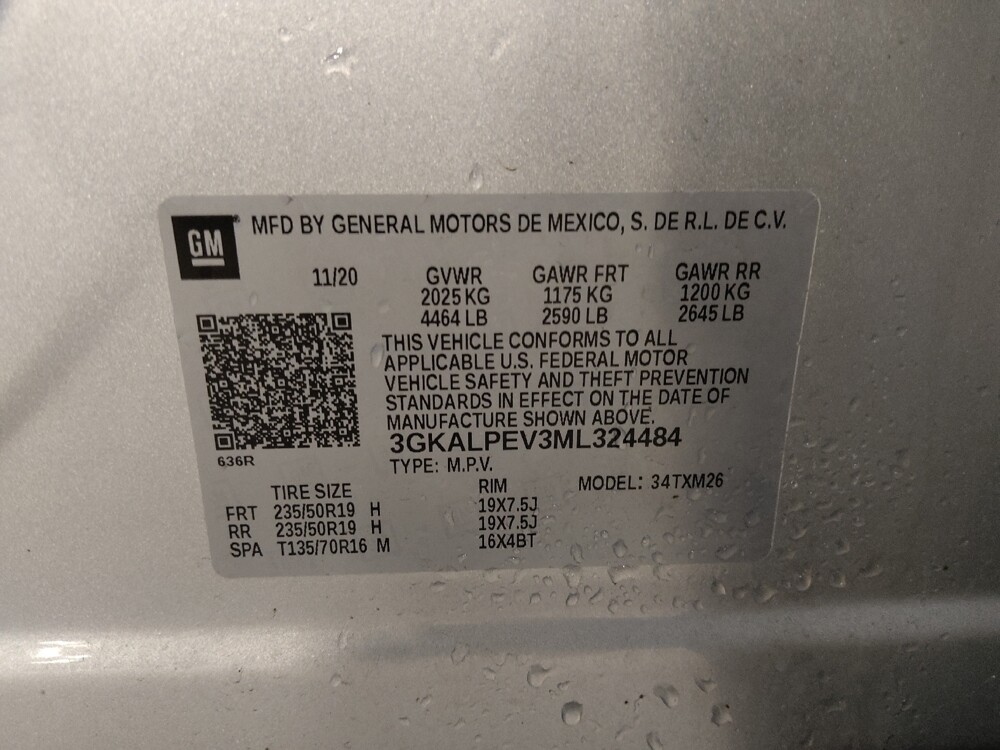 GM
MFD BY GENERAL MOTORS DE MEXICO, S. DE R.L. DE C.V.
11/20 GVWR GAWR FRT GAWR RR
2025 KG 1175 KG 1200 KG
4464 LB 2590 LB 2645 LB
THIS VEHICLE CONFORMS TO ALL
APPLICABLE U.S. FEDERAL MOTOR
VEHICLE SAFETY AND THEFT PREVENTION
STANDARDS IN EFFECT ON THE DATE OF
MANUFACTURE SHOWN ABOVE.
3GKALPEV3ML324484
636R
TYPE: M.P.V.
TIRE SIZE RIM MODEL: 34TXM26
FRT 235/50R19 H 19X7.5J
RR 235/50R19 H 19X7.5J
SPA T135/70R16 M 16X4BT